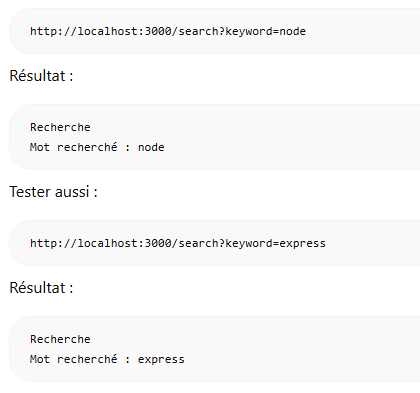 http://localhost:3000/search?keyword=node
Résultat :
Recherche
Mot recherché : node
Tester aussi :
http://localhost:3000/search?keyword=express
Résultat :
Recherche
Mot recherché : express